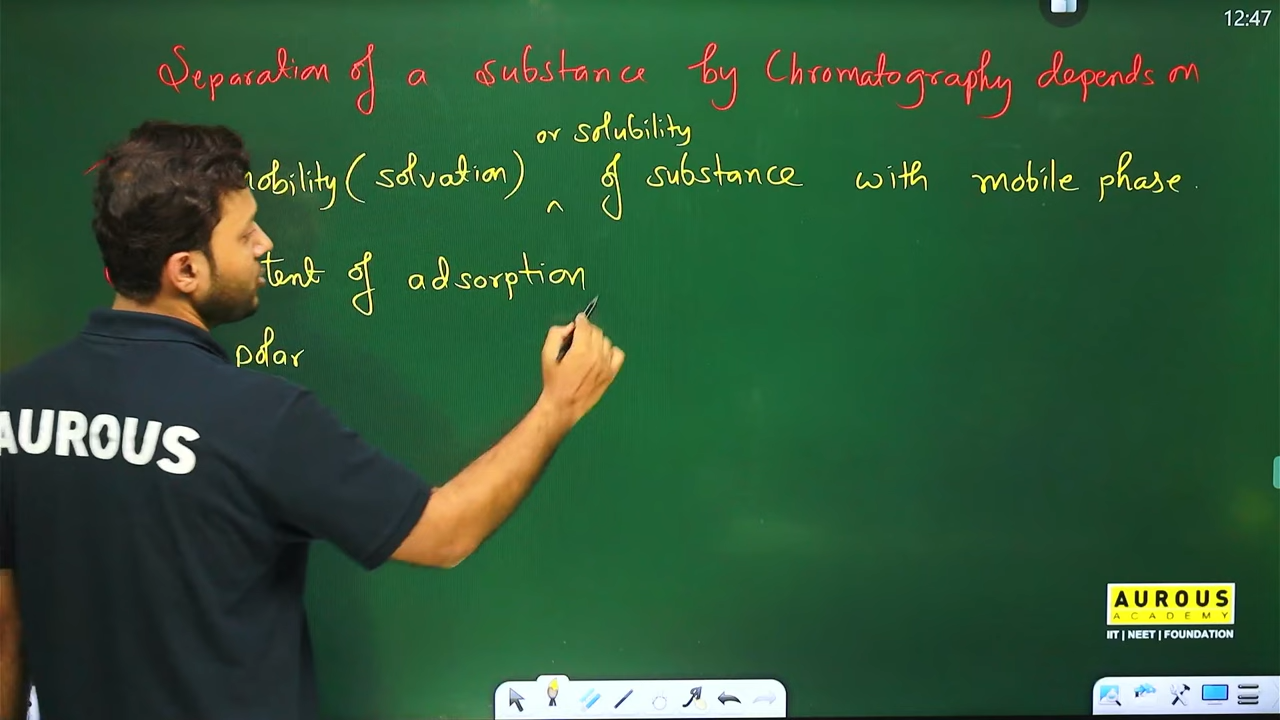 12:47
Separation of a substance by Chromatography depends on
or solubility
mobility (solvation) ^ of substance with mobile phase.
of adsorption
polar
AUROUS
AUROUS
ACADEMY
IIT | NEET | FOUNDATION